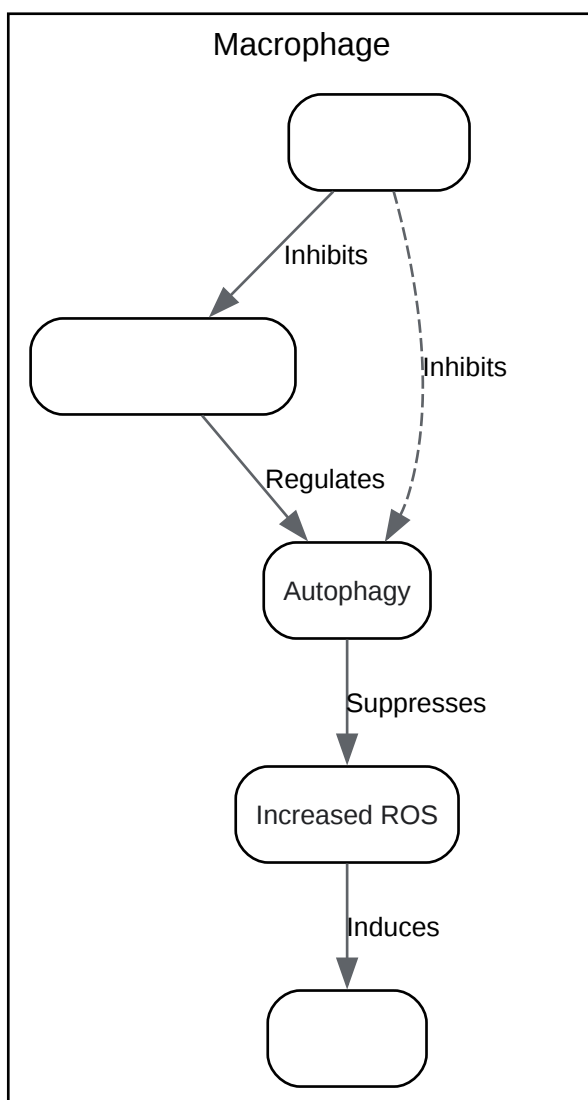 Macrophage
Inhibits
Inhibits
Regulates
Autophagy
Suppresses
Increased ROS
Induces